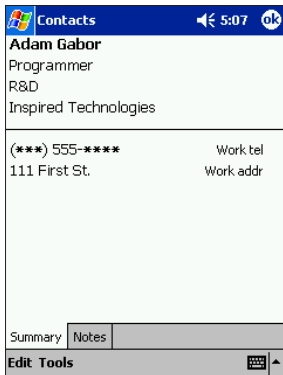 Contacts 5:07 ok
Adam Gabor
Programmer
R&D
Inspired Technologies
(***) 555-**** Work tel
111 First St. Work addr
Summary Notes
Edit Tools